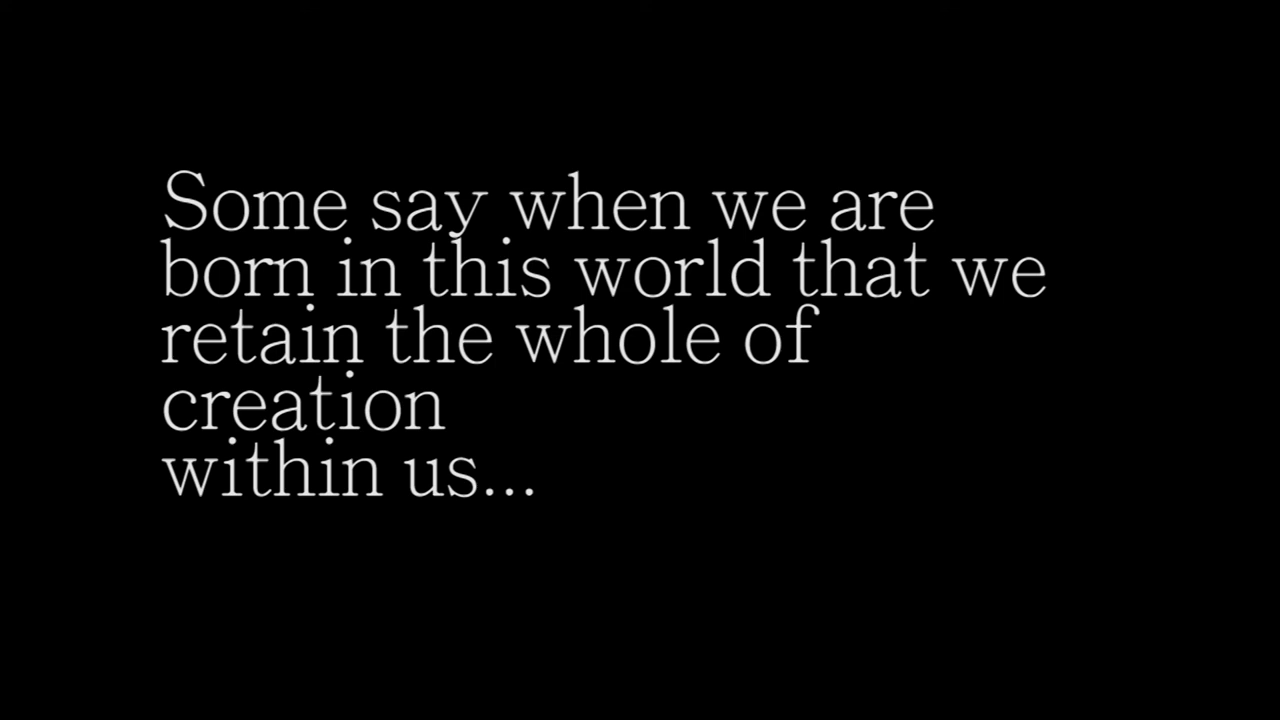 Some say when we are
born in this world that we
retain the whole of
creation
within us...